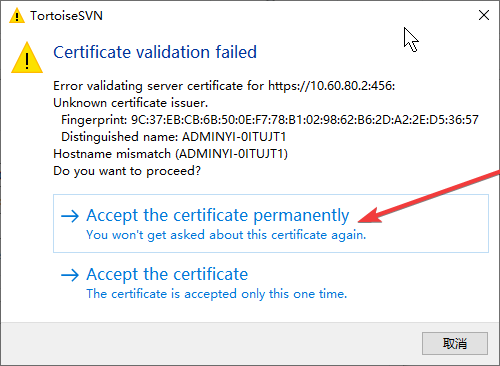 TortoiseSVN
Certificate validation failed
Error validating server certificate for https://10.60.80.2:456:
Unknown certificate issuer.
Fingerprint: 9C:37:EB:CB:6B:50:0E:F7:78:B1:02:98:62:B6:2D:A2:2E:D5:36:57
Distinguished name: ADMINYI-0ITUJT1
Hostname mismatch (ADMINYI-0ITUJT1)
Do you want to proceed?
Accept the certificate permanently
You won't get asked about this certificate again.
Accept the certificate
The certificate is accepted only this one time.
取消